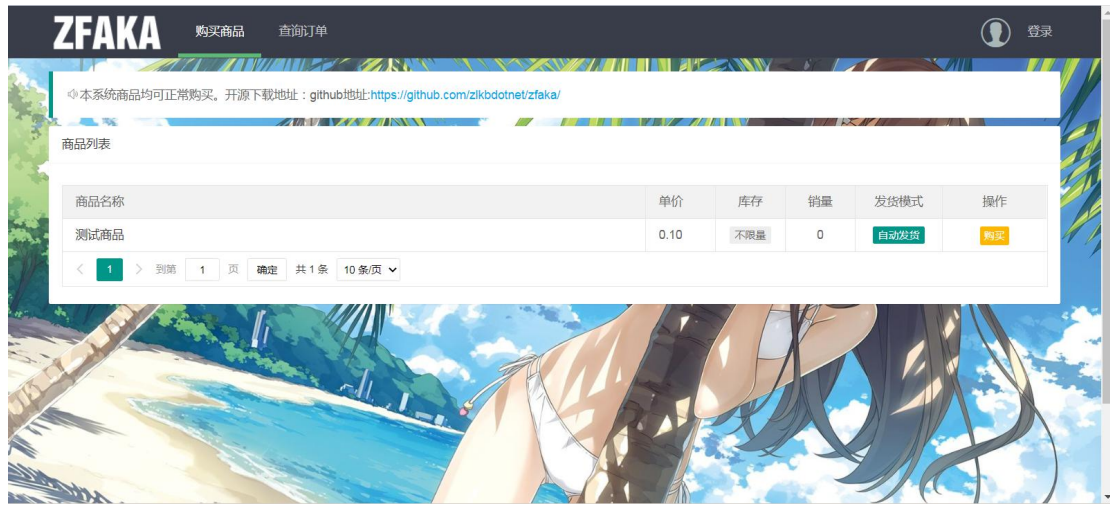 ZFAKA 购买商品 查询订单 登录
本系统商品均可正常购买。开源下载地址：github地址:https://github.com/zlkbdotnet/zfaka/
商品列表
商品名称 单价 库存 销量 发货模式 操作
测试商品 0.10 不限量 0 自动发货 购买
1 到第 1 页 确定 共 1 条 10 条/页